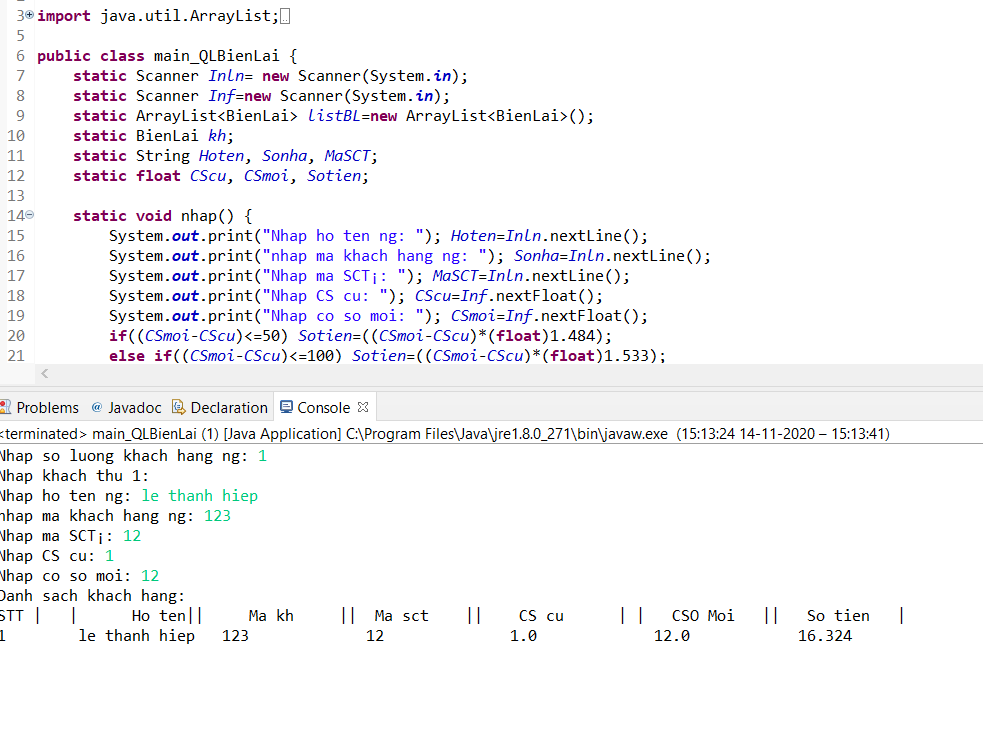 3 import java.util.ArrayList;
5
6 public class main_QLBienLai {
7 static Scanner Inln= new Scanner(System.in);
8 static Scanner Inf=new Scanner(System.in);
9 static ArrayList<BienLai> listBL=new ArrayList<BienLai>();
10 static BienLai kh;
11 static String Hoten, Sonha, MaSCT;
12 static float CScu, CSmoi, Sotien;
13
14 static void nhap() {
15 System.out.print("Nhap ho ten ng: "); Hoten=Inln.nextLine();
16 System.out.print("nhap ma khach hang ng: "); Sonha=Inln.nextLine();
17 System.out.print("Nhap ma SCT¡: "); MaSCT=Inln.nextLine();
18 System.out.print("Nhap CS cu: "); CScu=Inf.nextFloat();
19 System.out.print("Nhap co so moi: "); CSmoi=Inf.nextFloat();
20 if((CSmoi-CScu)<=50) Sotien=((CSmoi-CScu)*(float)1.484);
21 else if((CSmoi-CScu)<=100) Sotien=((CSmoi-CScu)*(float)1.533);
Problems @ Javadoc Declaration Console
<terminated> main_QLBienLai (1) [Java Application] C:\Program Files\Java\jre1.8.0_271\bin\javaw.exe (15:13:24 14-11-2020 – 15:13:41)
Nhap so luong khach hang ng: 1
Nhap khach thu 1:
Nhap ho ten ng: le thanh hiep
nhap ma khach hang ng: 123
Nhap ma SCT¡: 12
Nhap CS cu: 1
Nhap co so moi: 12
Danh sach khach hang:
STT | | Ho ten|| Ma kh || Ma sct || CS cu | | CSO Moi || So tien |
1 le thanh hiep 123 12 1.0 12.0 16.324